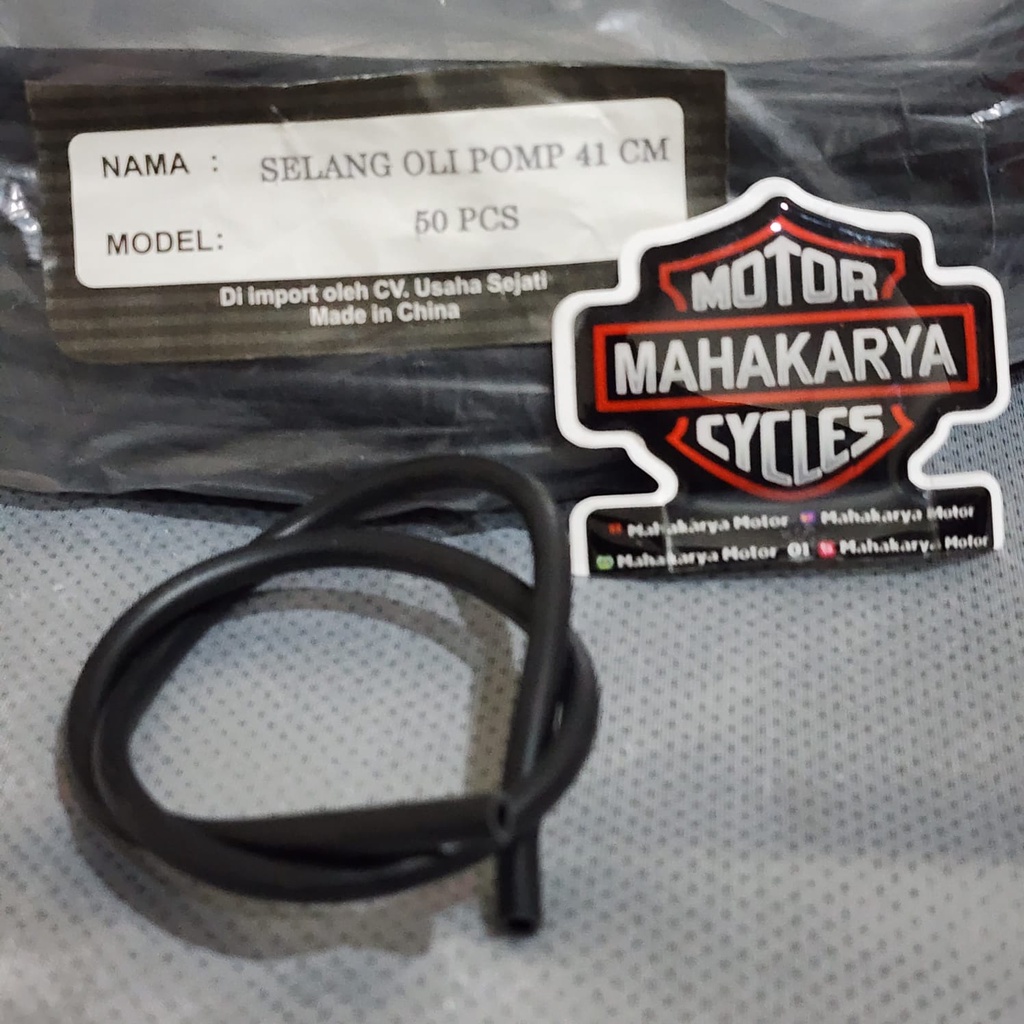 NAMA : SELANG OLI POMP 41 CM
MODEL: 50 PCS
Di import oleh CV. Usaha Sejati
Made in China
MOTOR
MAHAKARYA
CYCLES
Mahakarya Motor Mahakarya Motor
Mahakarya Motor 01 Mahakarya Motor